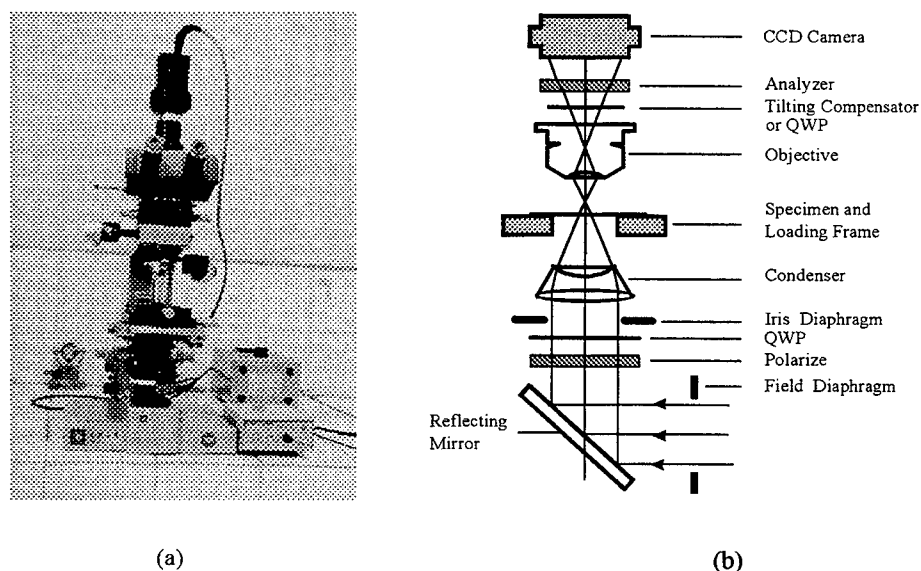 CCD Camera
Analyzer
Tilting Compensator
or QWP
Objective
Specimen and
Loading Frame
Condenser
Iris Diaphragm
QWP
Polarize
Field Diaphragm
Reflecting
Mirror
(a)
(b)